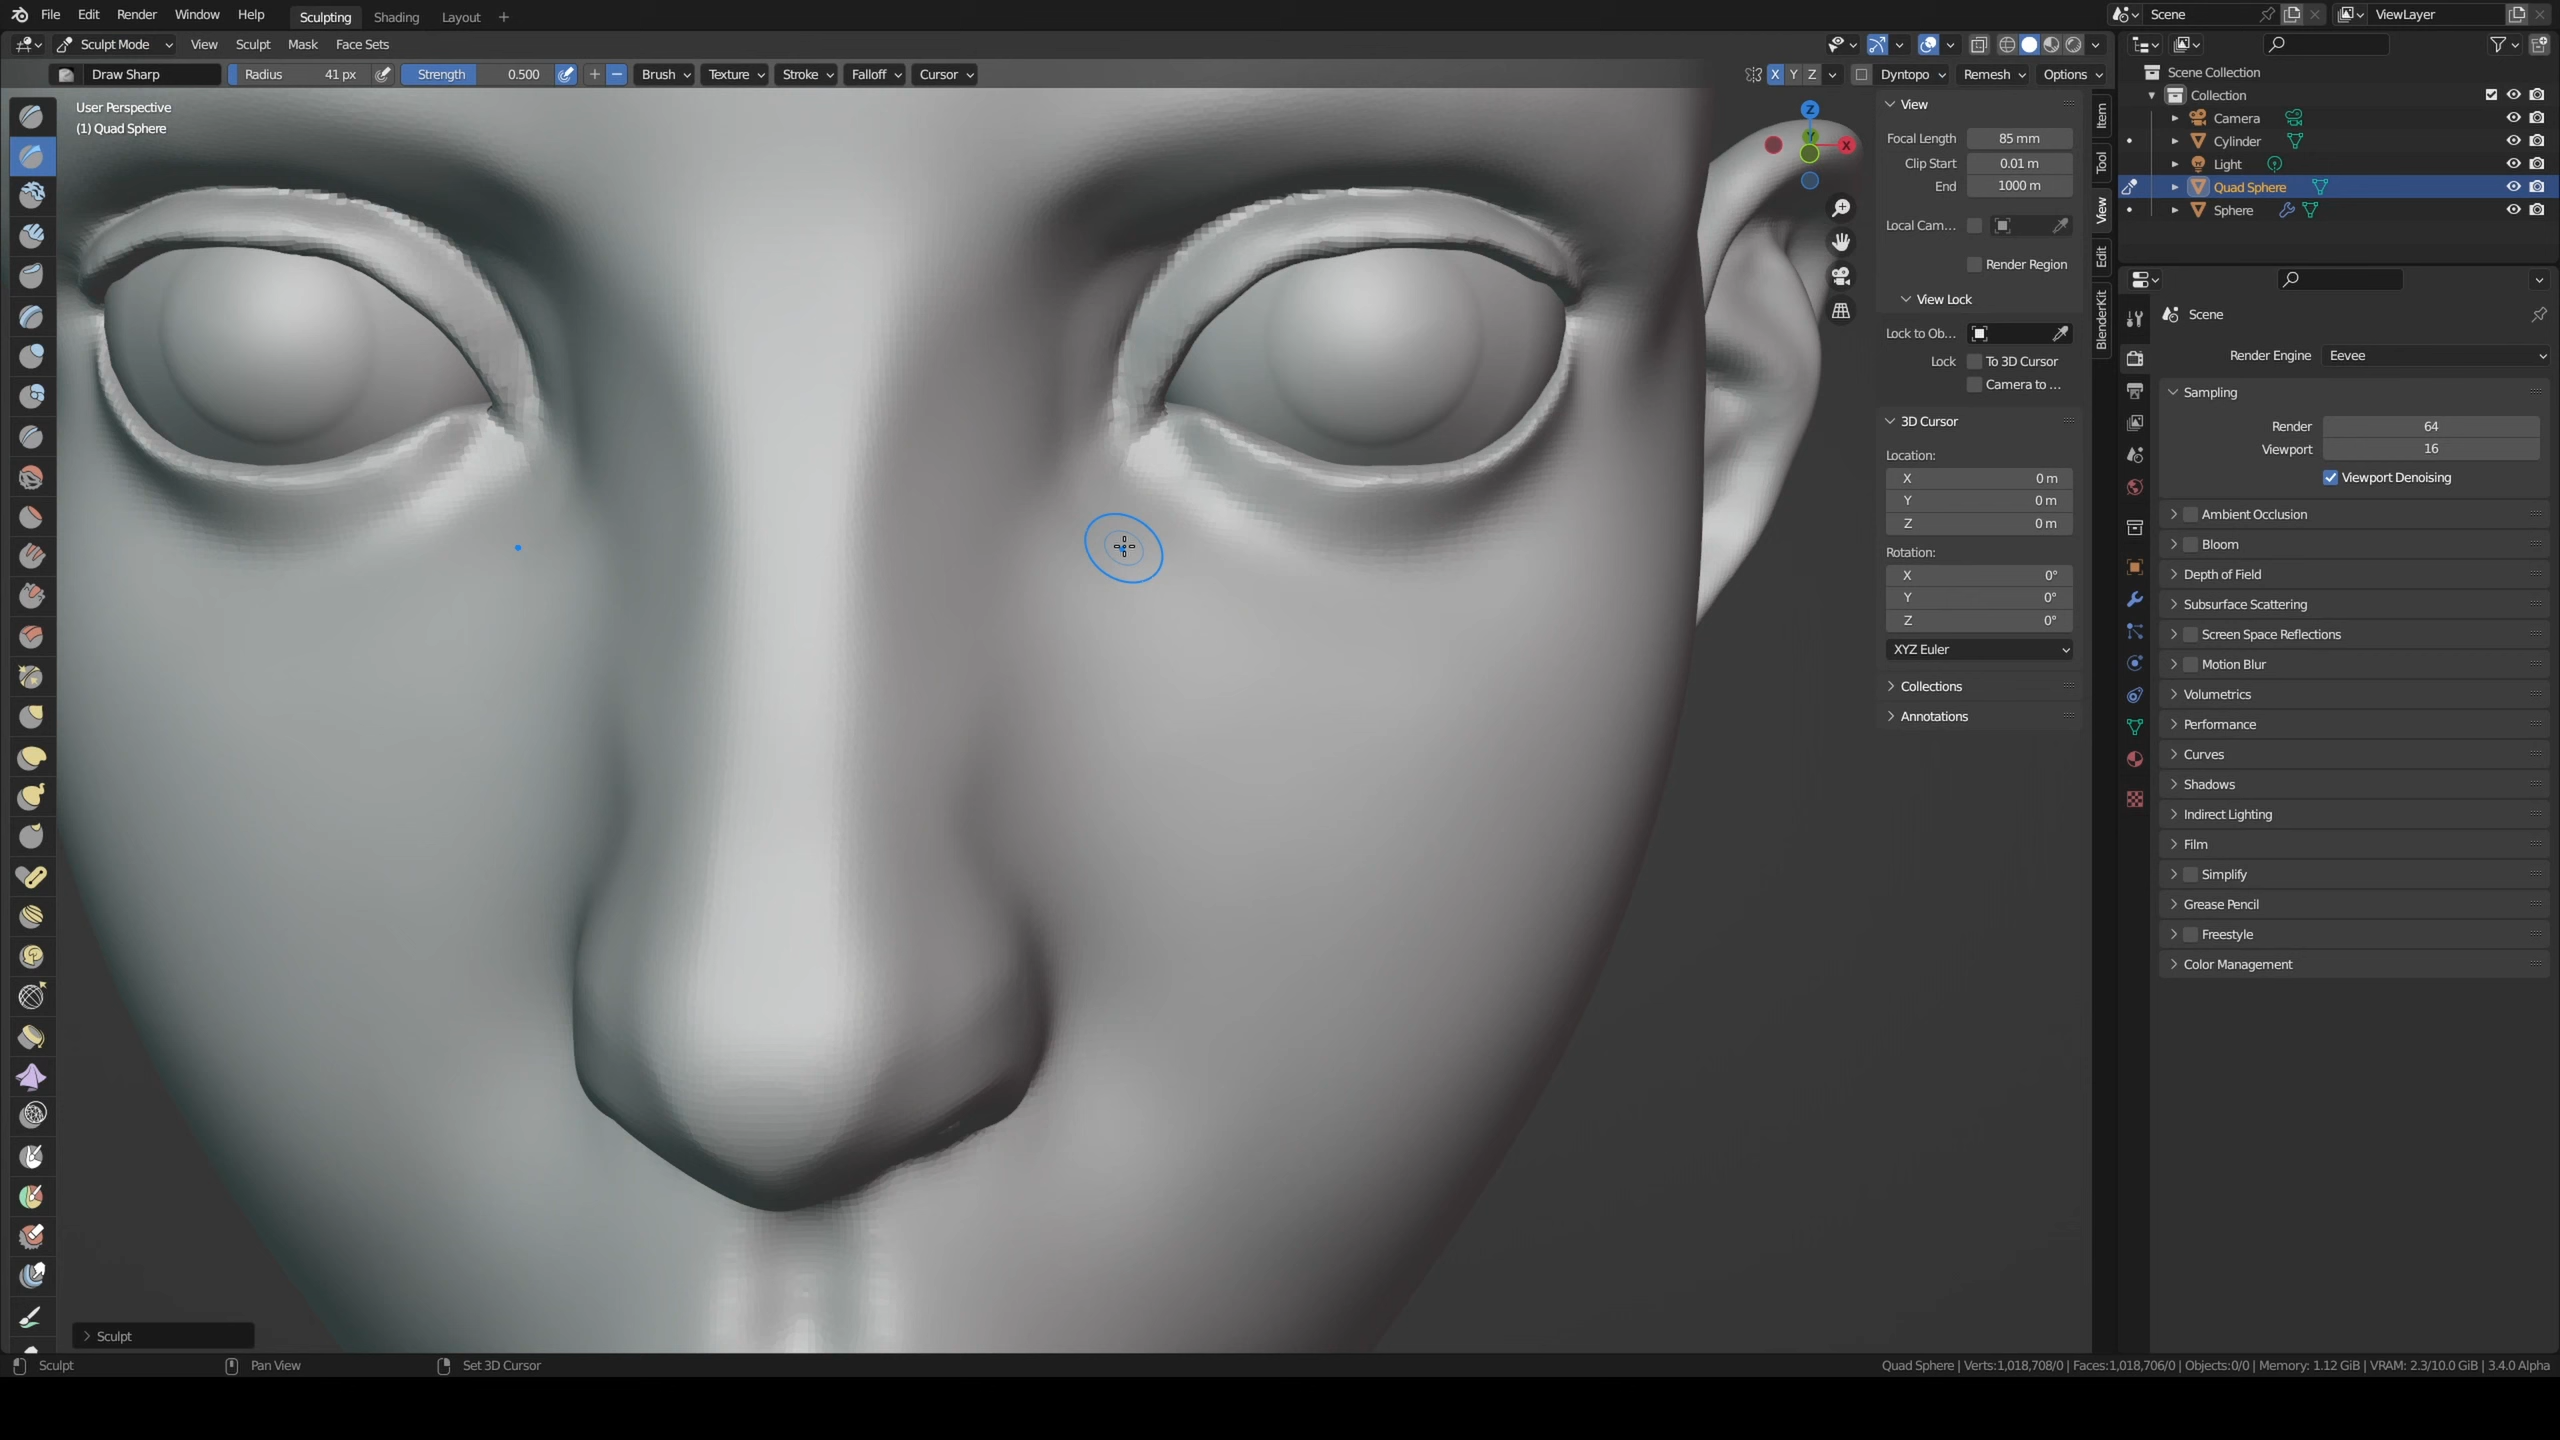 File Edit Render Window Help Sculpting Shading Layout + Scene ViewLayer
Sculpt Mode View Sculpt Mask Face Sets
Draw Sharp Radius 41 px Strength 0.500 Brush Texture Stroke Falloff Cursor X Y Z Dyntopo Remesh Options
User Perspective
(1) Quad Sphere
Z
X
Y
View
Focal Length 85 mm
Clip Start 0.01 m
End 1000 m
Local Cam...
Render Region
View Lock
Lock to Ob...
Lock To 3D Cursor
Camera to ...
3D Cursor
Location:
X 0 m
Y 0 m
Z 0 m
Rotation:
X 0°
Y 0°
Z 0°
XYZ Euler
Collections
Annotations
Item
Tool
View
Edit
BlenderKit
Scene Collection
Collection
Camera
Cylinder
Light
Quad Sphere
Sphere
Scene
Render Engine Eevee
Sampling
Render 64
Viewport 16
Viewport Denoising
Ambient Occlusion
Bloom
Depth of Field
Subsurface Scattering
Screen Space Reflections
Motion Blur
Volumetrics
Performance
Curves
Shadows
Indirect Lighting
Film
Simplify
Grease Pencil
Freestyle
Color Management
Sculpt
Sculpt Pan View Set 3D Cursor Quad Sphere | Verts:1,018,708/0 | Faces:1,018,706/0 | Objects:0/0 | Memory: 1.12 GiB | VRAM: 2.3/10.0 GiB | 3.4.0 Alpha